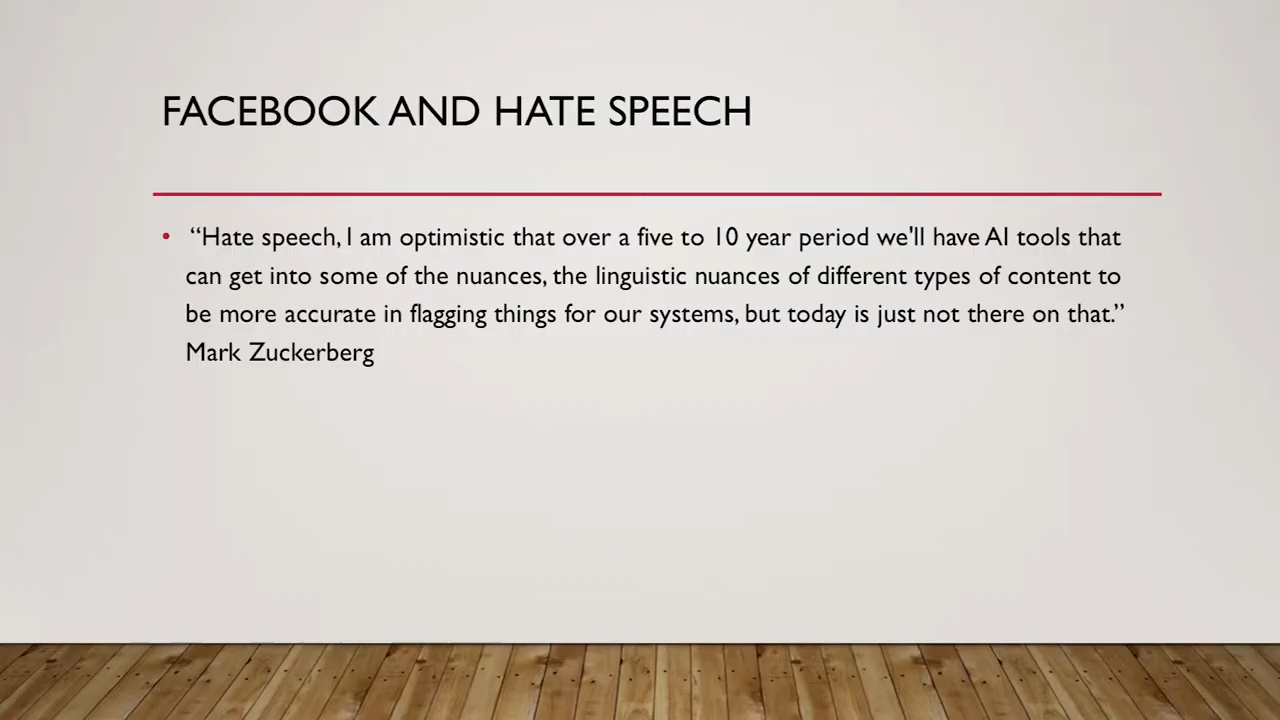 FACEBOOK AND HATE SPEECH
• “Hate speech, I am optimistic that over a five to 10 year period we'll have AI tools that
can get into some of the nuances, the linguistic nuances of different types of content to
be more accurate in flagging things for our systems, but today is just not there on that.”
Mark Zuckerberg